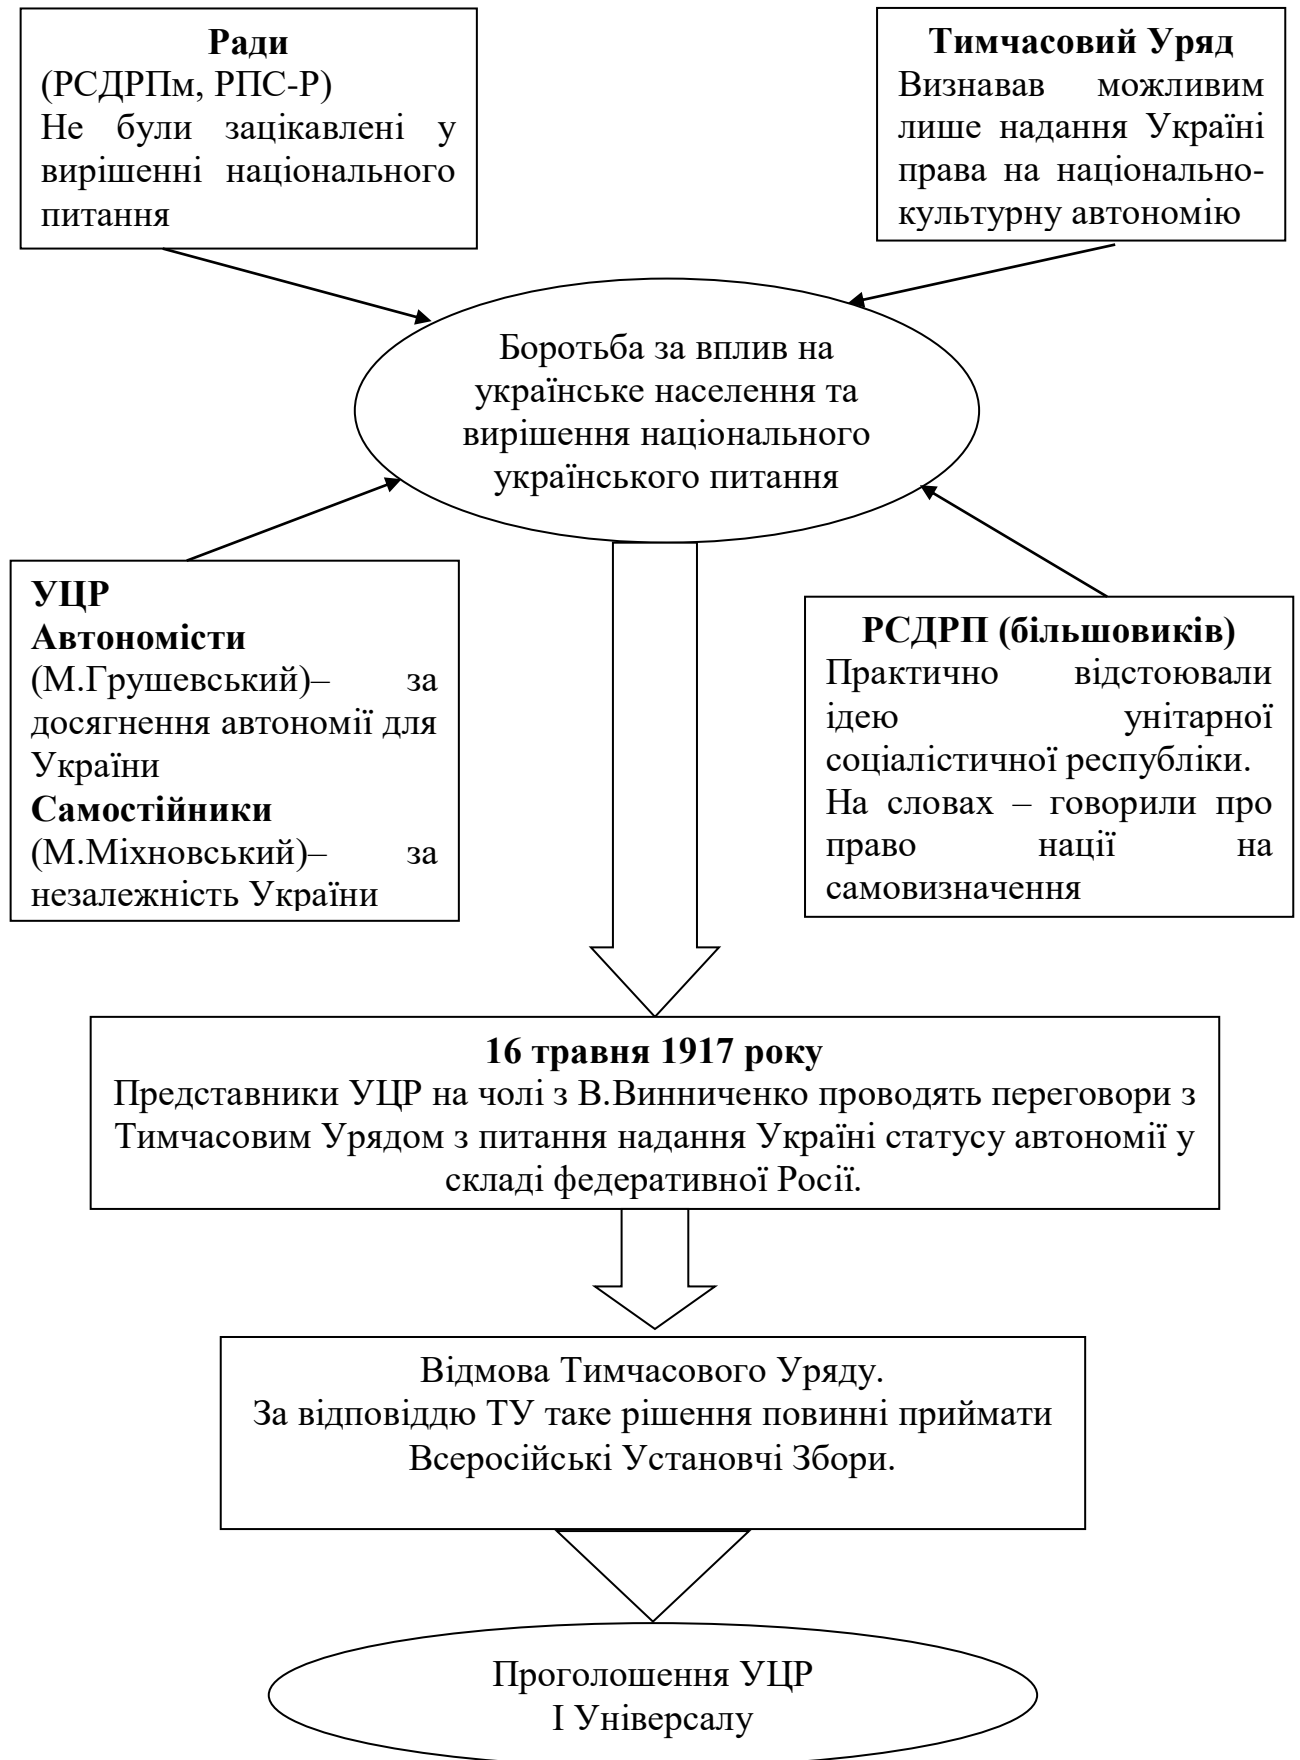 Ради
(РСДРПм, РПС-Р)
Не були зацікавлені у
вирішенні національного
питання
Тимчасовий Уряд
Визнавав можливим
лише надання Україні
права на національно-
культурну автономію
Боротьба за вплив на
українське населення та
вирішення національного
українського питання
УЦР
Автономісти
(М.Грушевський)– за
досягнення автономії для
України
Самостійники
(М.Міхновський)– за
незалежність України
РСДРП (більшовиків)
Практично відстоювали
ідею унітарної
соціалістичної республіки.
На словах – говорили про
право нації на
самовизначення
16 травня 1917 року
Представники УЦР на чолі з В.Винниченко проводять переговори з
Тимчасовим Урядом з питання надання Україні статусу автономії у
складі федеративної Росії.
Відмова Тимчасового Уряду.
За відповіддю ТУ таке рішення повинні приймати
Всеросійські Установчі Збори.
Проголошення УЦР
І Універсалу